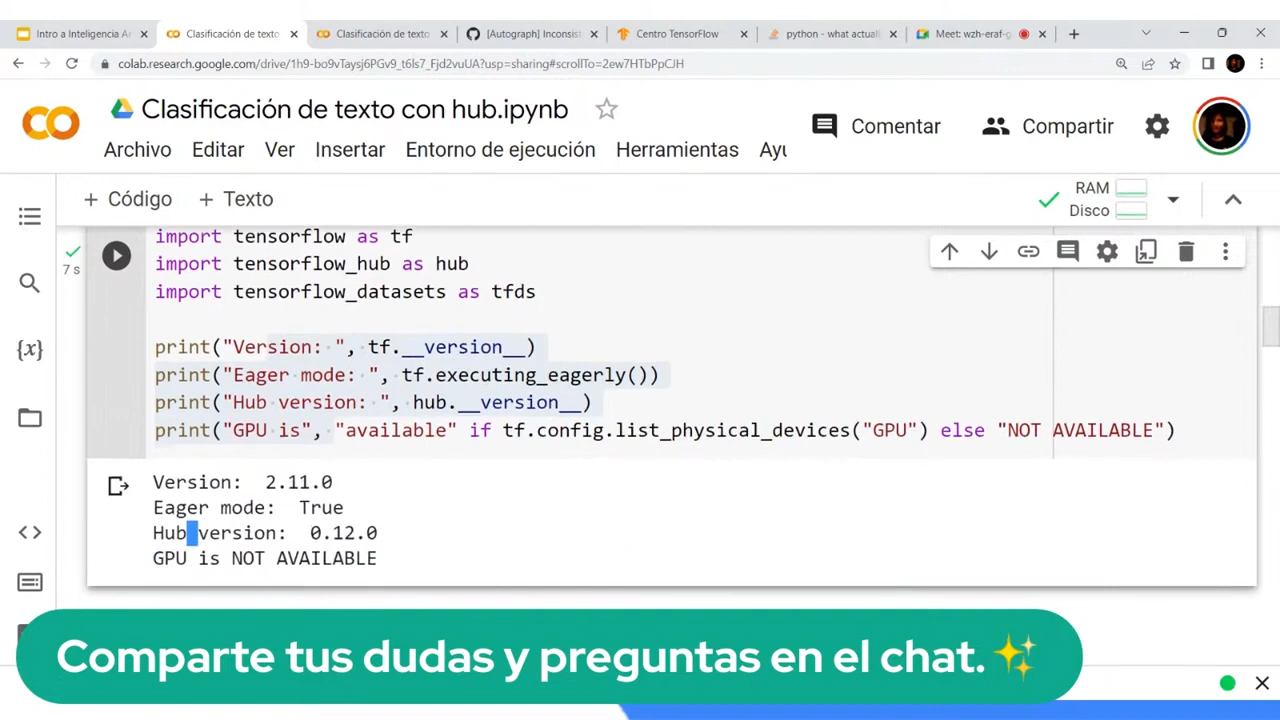 Intro a Inteligencia Ar
Clasificación de texto
Clasificación de texto
[Autograph] Inconsist
Centro TensorFlow
python - what actuall
Meet: wzh-eraf-g
colab.research.google.com/drive/1h9-bo9vTaysj6PGv9_t6ls7_Fjd2vuUA?usp=sharing#scrollTo=2ew7HTbPpCJH
Clasificación de texto con hub.ipynb
Comentar
Compartir
Archivo Editar Ver Insertar Entorno de ejecución Herramientas Ayu
+ Código + Texto
RAM
Disco
7 s
import tensorflow as tf
import tensorflow_hub as hub
import tensorflow_datasets as tfds
print("Version: ", tf.__version__)
print("Eager mode: ", tf.executing_eagerly())
print("Hub version: ", hub.__version__)
print("GPU is", "available" if tf.config.list_physical_devices("GPU") else "NOT AVAILABLE")
Version: 2.11.0
Eager mode: True
Hub version: 0.12.0
GPU is NOT AVAILABLE
Comparte tus dudas y preguntas en el chat.✨